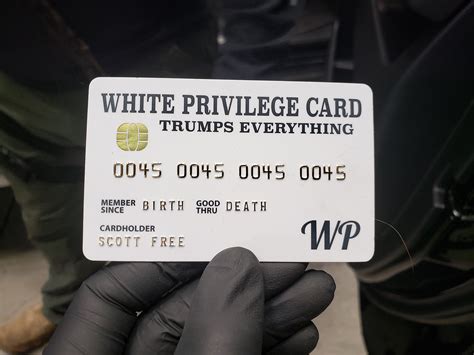 WHITE PRIVILEGE CARD
TRUMPS EVERYTHING
0045 0045 0045 0045
MEMBER SINCE BIRTH GOOD THRU DEATH
CARDHOLDER
SCOTT FREE
WP